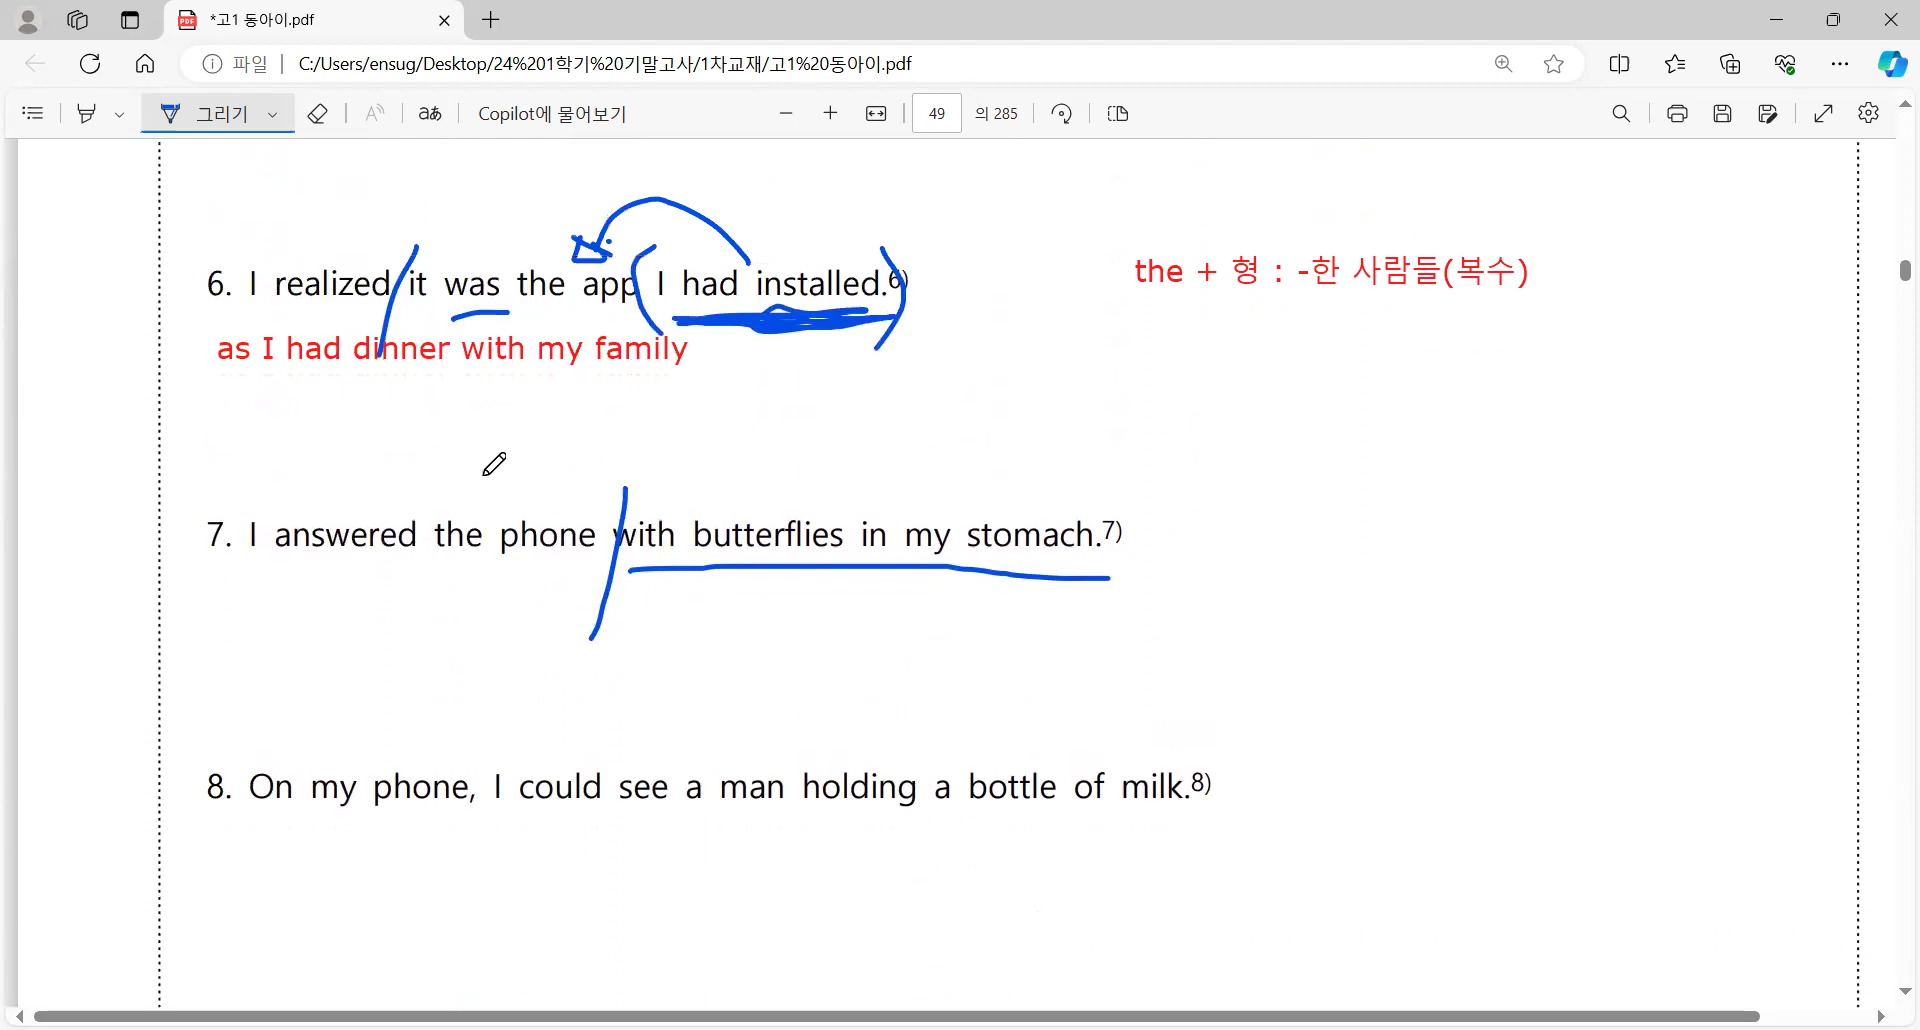 *고1 동아이.pdf
파일 C:/Users/ensug/Desktop/24%201학기%20기말고사/1차교재/고1%20동아이.pdf
그리기 aあ Copilot에 물어보기 49 의 285
6. I realized it was the app I had installed.6)
the + 형 : -한 사람들(복수)
as I had dinner with my family
7. I answered the phone with butterflies in my stomach.7)
8. On my phone, I could see a man holding a bottle of milk.8)